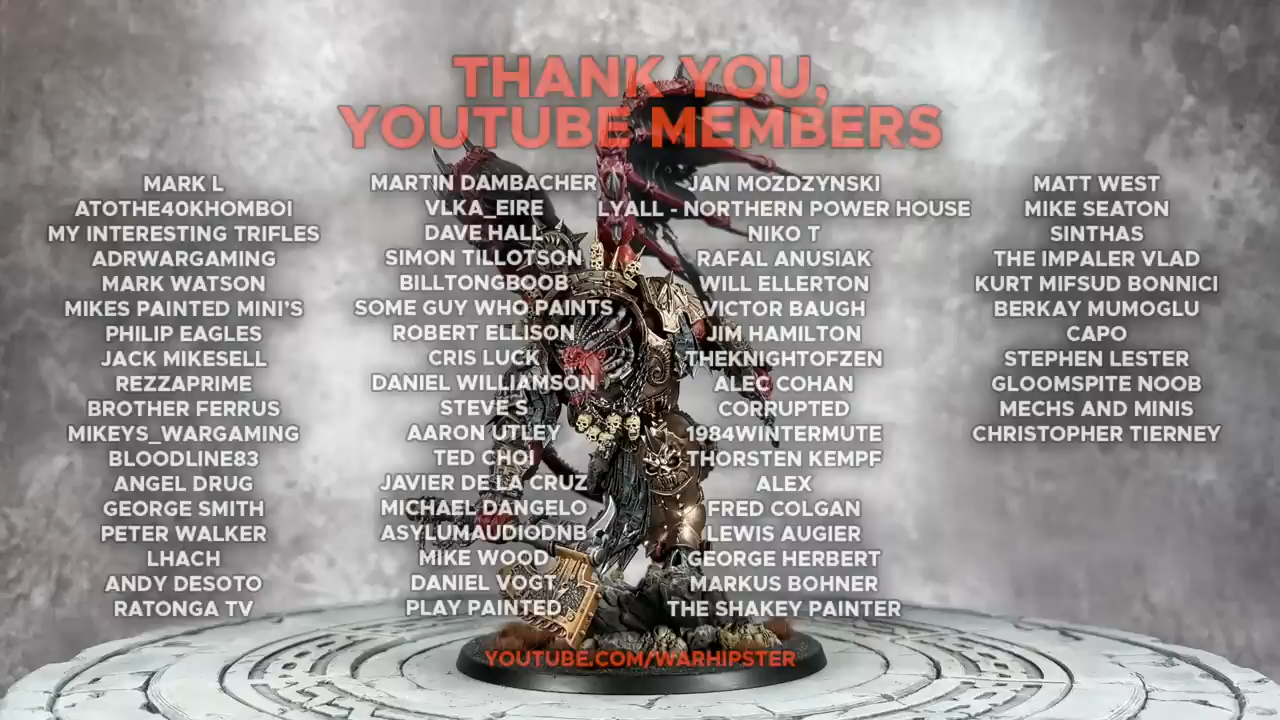 THANK YOU,
YOUTUBE MEMBERS
MARK L
ATOTHE40KHOMBOI
MY INTERESTING TRIFLES
ADRWARGAMING
MARK WATSON
MIKES PAINTED MINI'S
PHILIP EAGLES
JACK MIKESELL
REZZAPRIME
BROTHER FERRUS
MIKEYS_WARGAMING
BLOODLINE83
ANGEL DRUG
GEORGE SMITH
PETER WALKER
LHACH
ANDY DESOTO
RATONGA TV
MARTIN DAMBACHER
VLKA_EIRE
DAVE HALL
SIMON TILLOTSON
BILLTONGBOOB
SOME GUY WHO PAINTS
ROBERT ELLISON
CRIS LUCK
DANIEL WILLIAMSON
STEVE S
AARON UTLEY
TED CHOI
JAVIER DE LA CRUZ
MICHAEL DANGELO
ASYLUMAUDIODNB
MIKE WOOD
DANIEL VOGT
PLAY PAINTED
JAN MOZDZYNSKI
LYALL - NORTHERN POWER HOUSE
NIKO T
RAFAL ANUSIAK
WILL ELLERTON
VICTOR BAUGH
JIM HAMILTON
THEKNIGHTOFZEN
ALEC COHAN
CORRUPTED
1984WINTERMUTE
THORSTEN KEMPF
ALEX
FRED COLGAN
LEWIS AUGIER
GEORGE HERBERT
MARKUS BOHNER
THE SHAKEY PAINTER
MATT WEST
MIKE SEATON
SINTHAS
THE IMPALER VLAD
KURT MIFSUD BONNICI
BERKAY MUMOGLU
CAPO
STEPHEN LESTER
GLOOMSPITE NOOB
MECHS AND MINIS
CHRISTOPHER TIERNEY
YOUTUBE.COM/WARHIPSTER